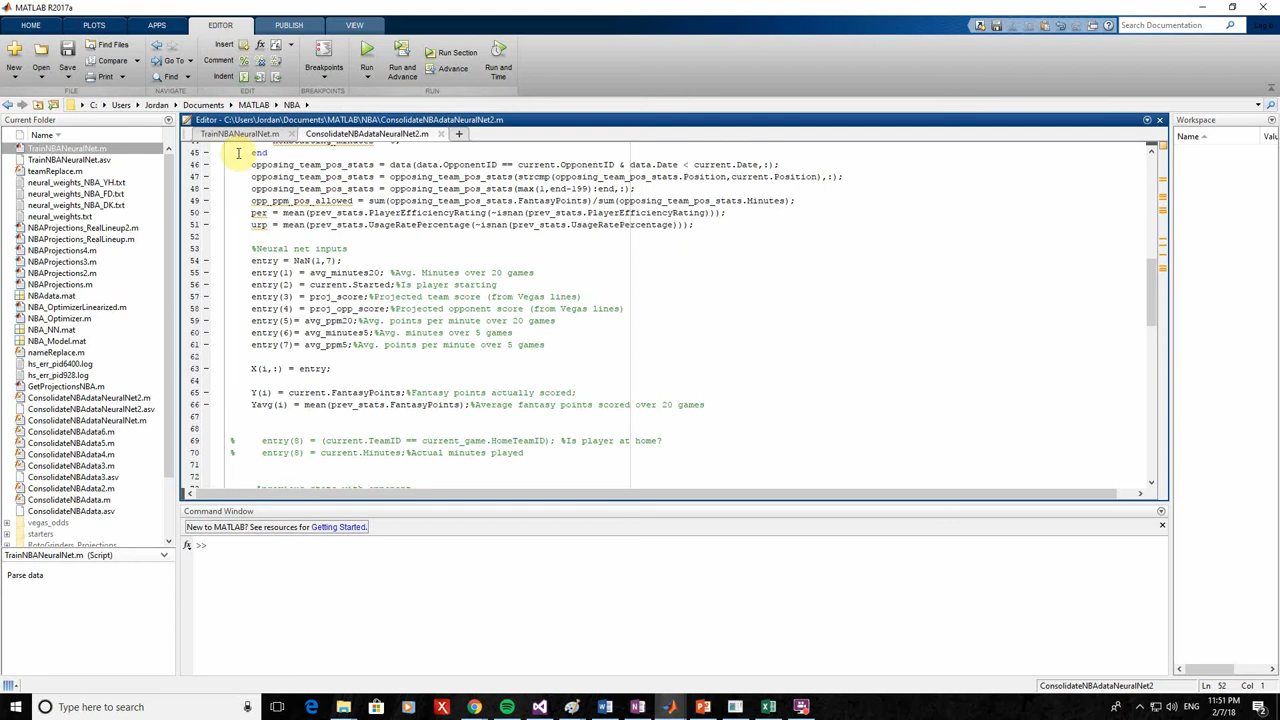 MATLAB R2017a
HOME PLOTS APPS EDITOR PUBLISH VIEW
Search Documentation
New Open Save Find Files Compare Print
Go To Find
Insert Comment Indent
Breakpoints
Run Run and Advance Run Section Advance Run and Time
FILE NAVIGATE EDIT BREAKPOINTS RUN
C: Users Jordan Documents MATLAB NBA
Current Folder
Name
TrainNBANeuralNet.m
TrainNBANeuralNet.asv
teamReplace.m
neural_weights_NBA_YH.txt
neural_weights_NBA_FD.txt
neural_weights_NBA_DK.txt
neural_weights.txt
NBAProjections_RealLineup2.m
NBAProjections_RealLineup.m
NBAProjections4.m
NBAProjections3.m
NBAProjections2.m
NBAProjections.m
NBAdata.mat
NBA_OptimizerLinearized.m
NBA_Optimizer.m
NBA_NN.mat
NBA_Model.mat
nameReplace.m
hs_err_pid6400.log
hs_err_pid928.log
GetProjectionsNBA.m
ConsolidateNBAdataNeuralNet2.m
ConsolidateNBAdataNeuralNet2.asv
ConsolidateNBAdataNeuralNet.m
ConsolidateNBAdata6.m
ConsolidateNBAdata5.m
ConsolidateNBAdata4.m
ConsolidateNBAdata3.m
ConsolidateNBAdata3.asv
ConsolidateNBAdata2.m
ConsolidateNBAdata.m
ConsolidateNBAdata.asv
vegas_odds
starters
RotoGrinders_Projections
TrainNBANeuralNet.m (Script)
Parse data
Editor - C:\Users\Jordan\Documents\MATLAB\NBA\ConsolidateNBAdataNeuralNet2.m
TrainNBANeuralNet.m ConsolidateNBAdataNeuralNet2.m
45 end
46 opposing_team_pos_stats = data(data.OpponentID == current.OpponentID & data.Date < current.Date,:);
47 opposing_team_pos_stats = opposing_team_pos_stats(strcmp(opposing_team_pos_stats.Position,current.Position),:);
48 opposing_team_pos_stats = opposing_team_pos_stats(max(1,end-199):end,:);
49 opp_ppm_pos_allowed = sum(opposing_team_pos_stats.FantasyPoints)/sum(opposing_team_pos_stats.Minutes);
50 per = mean(prev_stats.PlayerEfficiencyRating(~isnan(prev_stats.PlayerEfficiencyRating)));
51 urp = mean(prev_stats.UsageRatePercentage(~isnan(prev_stats.UsageRatePercentage)));
52
53 %Neural net inputs
54 entry = NaN(1,7);
55 entry(1) = avg_minutes20; %Avg. Minutes over 20 games
56 entry(2) = current.Started;%Is player starting
57 entry(3) = proj_score;%Projected team score (from Vegas lines)
58 entry(4) = proj_opp_score;%Projected opponent score (from Vegas lines)
59 entry(5)= avg_ppm20;%Avg. points per minute over 20 games
60 entry(6)= avg_minutes5;%Avg. minutes over 5 games
61 entry(7)= avg_ppm5;%Avg. points per minute over 5 games
62
63 X(i,:) = entry;
64
65 Y(i) = current.FantasyPoints;%Fantasy points actually scored;
66 Yavg(i) = mean(prev_stats.FantasyPoints);%Average fantasy points scored over 20 games
67
68
69 % entry(8) = (current.TeamID == current_game.HomeTeamID); %Is player at home?
70 % entry(8) = current.Minutes;%Actual minutes played
71
72
Command Window
New to MATLAB? See resources for Getting Started.
fx >>
Workspace
Name Valu
ConsolidateNBAdataNeuralNet2 Ln 52 Col 1
Type here to search
ENG 11:51 PM 2/7/18